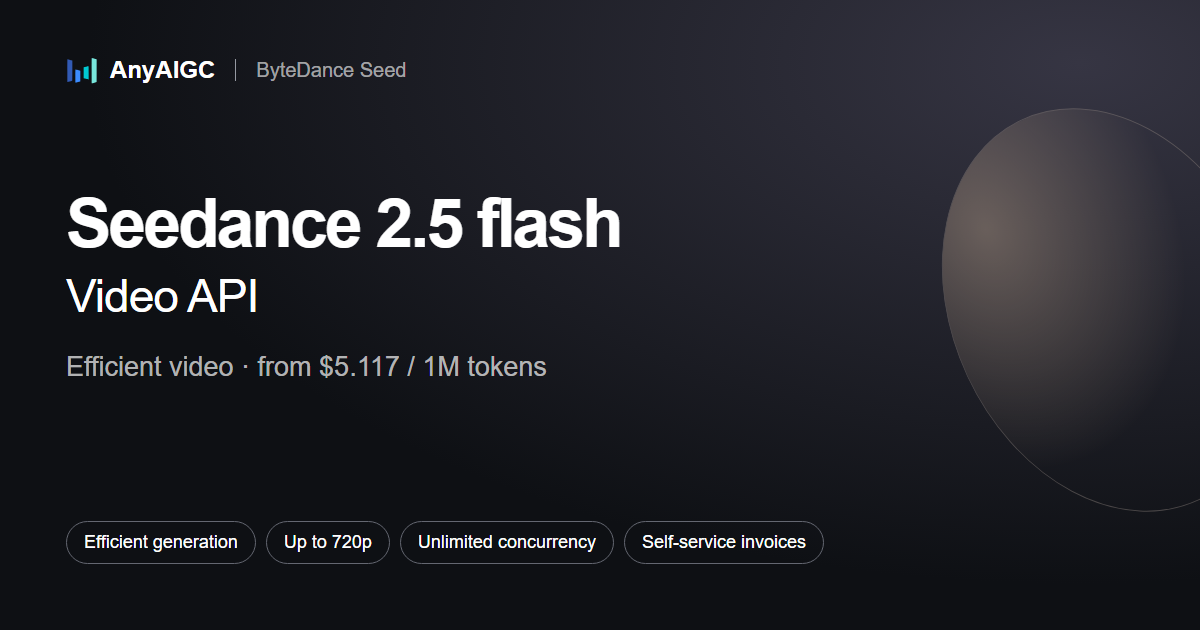 AnyAIGC | ByteDance Seed
Seedance 2.5 flash
Video API
Efficient video · from $5.117 / 1M tokens
Efficient generation
Up to 720p
Unlimited concurrency
Self-service invoices